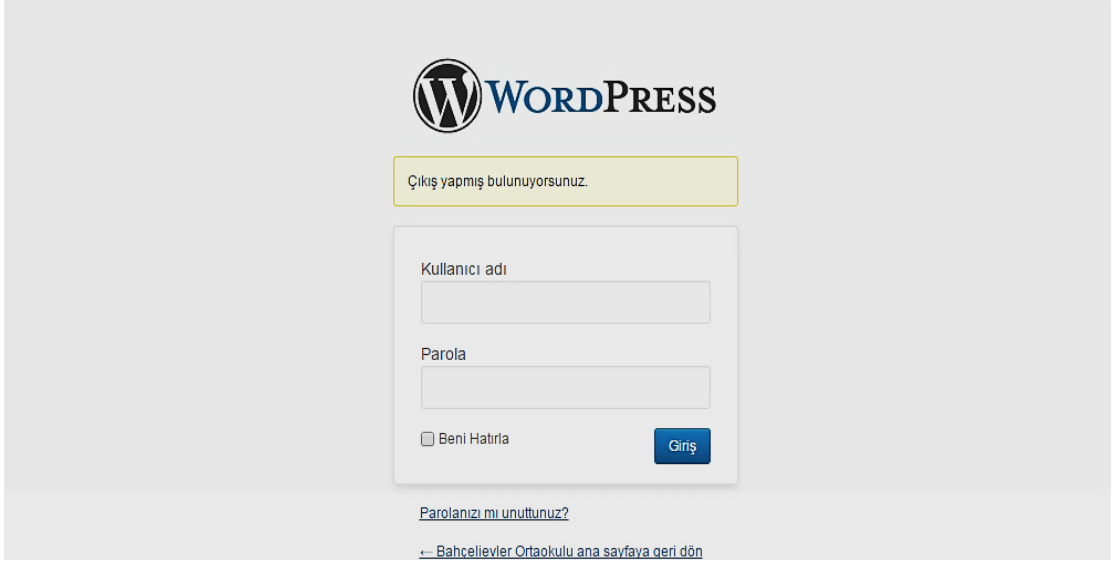 WORDPRESS
Çıkış yapmış bulunuyorsunuz.
Kullanıcı adı
Parola
Beni Hatırla
Giriş
Parolanızı mı unuttunuz?
← Bahçelievler Ortaokulu ana sayfaya geri dön